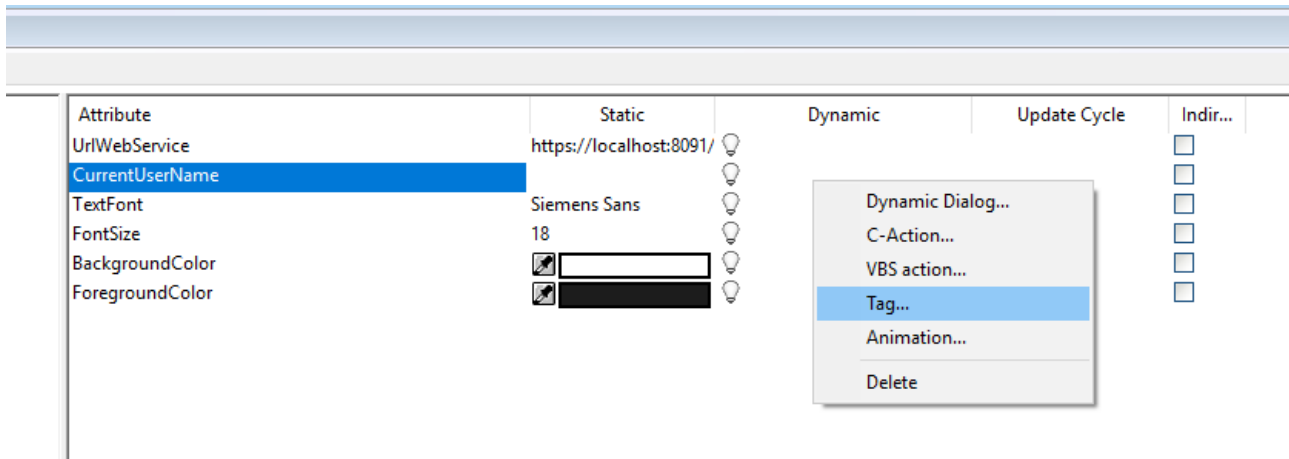 Attribute Static Dynamic Update Cycle Indir...
UrlWebService https://localhost:8091/
CurrentUserName
TextFont Siemens Sans
FontSize 18
BackgroundColor
ForegroundColor
Dynamic Dialog...
C-Action...
VBS action...
Tag...
Animation...
Delete